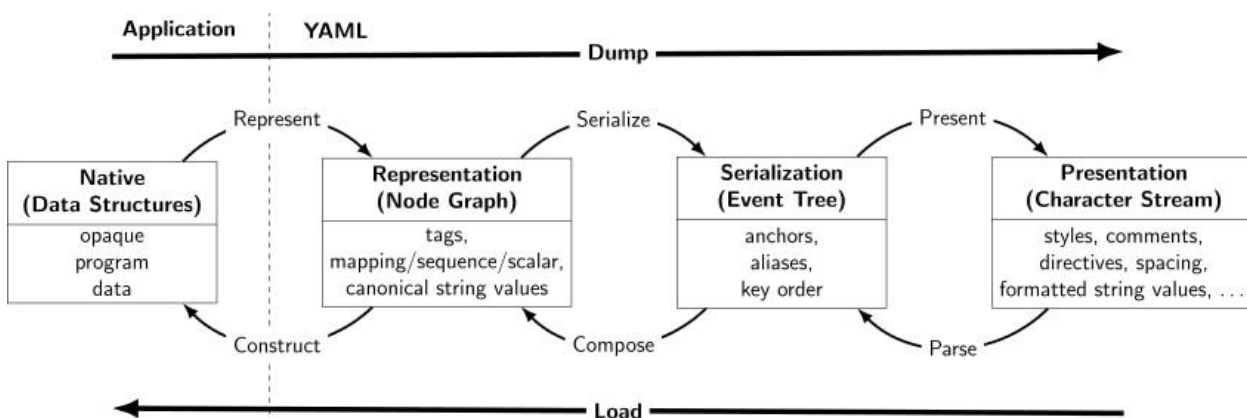 Application YAML
Dump
Represent Serialize Present
Native
(Data Structures)
opaque
program
data
Representation
(Node Graph)
tags,
mapping/sequence/scalar,
canonical string values
Serialization
(Event Tree)
anchors,
aliases,
key order
Presentation
(Character Stream)
styles, comments,
directives, spacing,
formatted string values, ...
Construct Compose Parse
Load